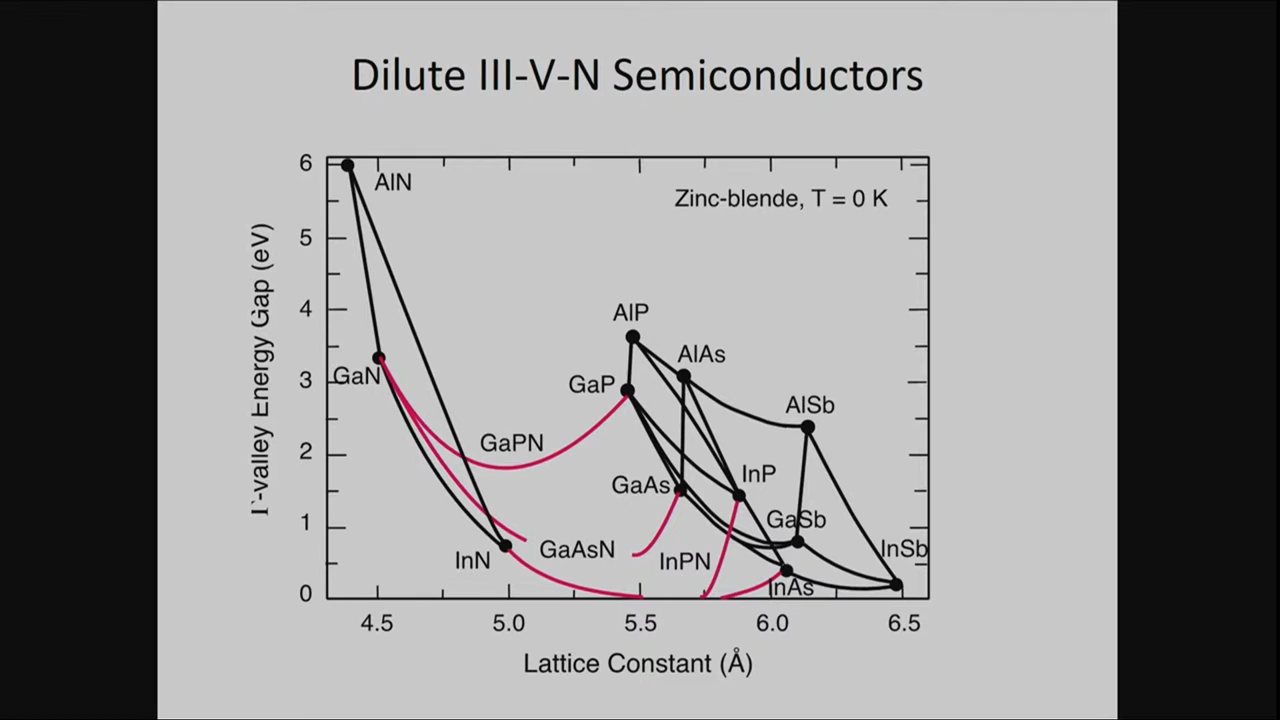 Dilute III-V-N Semiconductors
Zinc-blende, T = 0 K
Γ-valley Energy Gap (eV)
6
5
4
3
2
1
0
AlN
GaN
InN
GaPN
GaAsN
InPN
AlP
GaP
AlAs
GaAs
InP
AlSb
GaSb
InAs
InSb
4.5 5.0 5.5 6.0 6.5
Lattice Constant (Å)